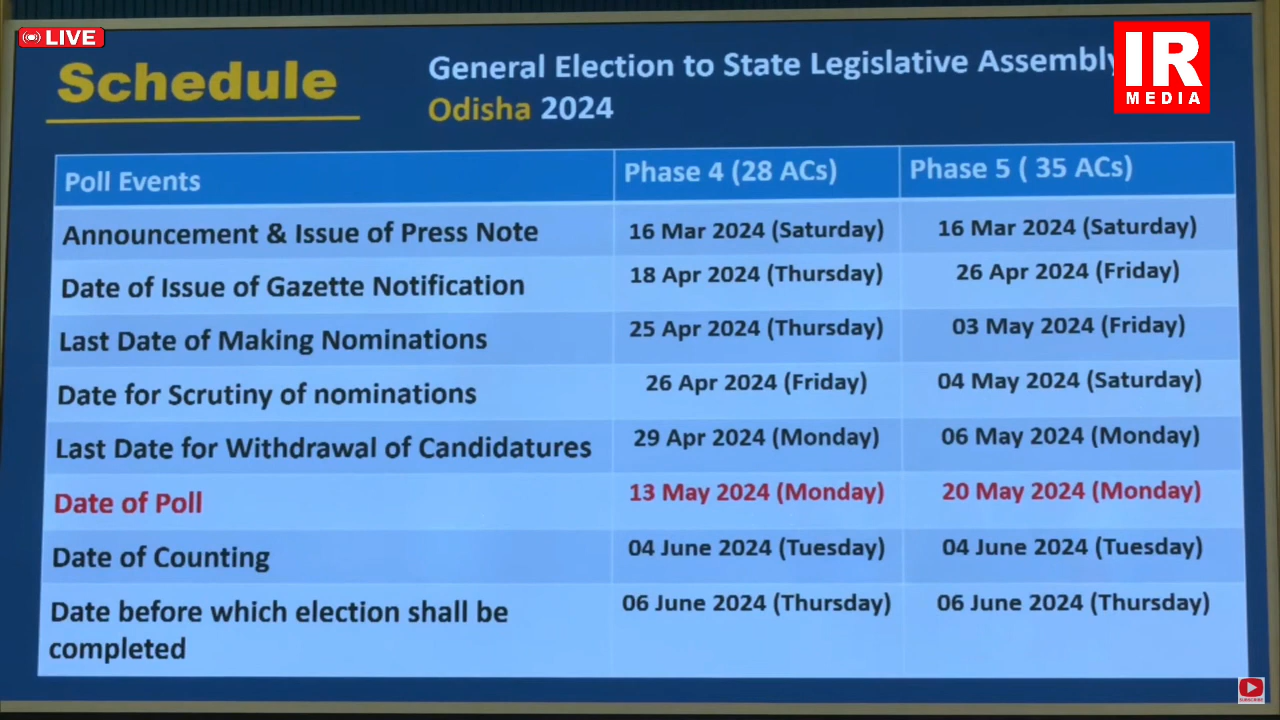 LIVE
Schedule
General Election to State Legislative Assembly
Odisha 2024
IR
MEDIA
Poll Events Phase 4 (28 ACs) Phase 5 ( 35 ACs)
Announcement & Issue of Press Note 16 Mar 2024 (Saturday) 16 Mar 2024 (Saturday)
Date of Issue of Gazette Notification 18 Apr 2024 (Thursday) 26 Apr 2024 (Friday)
Last Date of Making Nominations 25 Apr 2024 (Thursday) 03 May 2024 (Friday)
Date for Scrutiny of nominations 26 Apr 2024 (Friday) 04 May 2024 (Saturday)
Last Date for Withdrawal of Candidatures 29 Apr 2024 (Monday) 06 May 2024 (Monday)
Date of Poll 13 May 2024 (Monday) 20 May 2024 (Monday)
Date of Counting 04 June 2024 (Tuesday) 04 June 2024 (Tuesday)
Date before which election shall be 06 June 2024 (Thursday) 06 June 2024 (Thursday)
completed
SUBSCRIBE